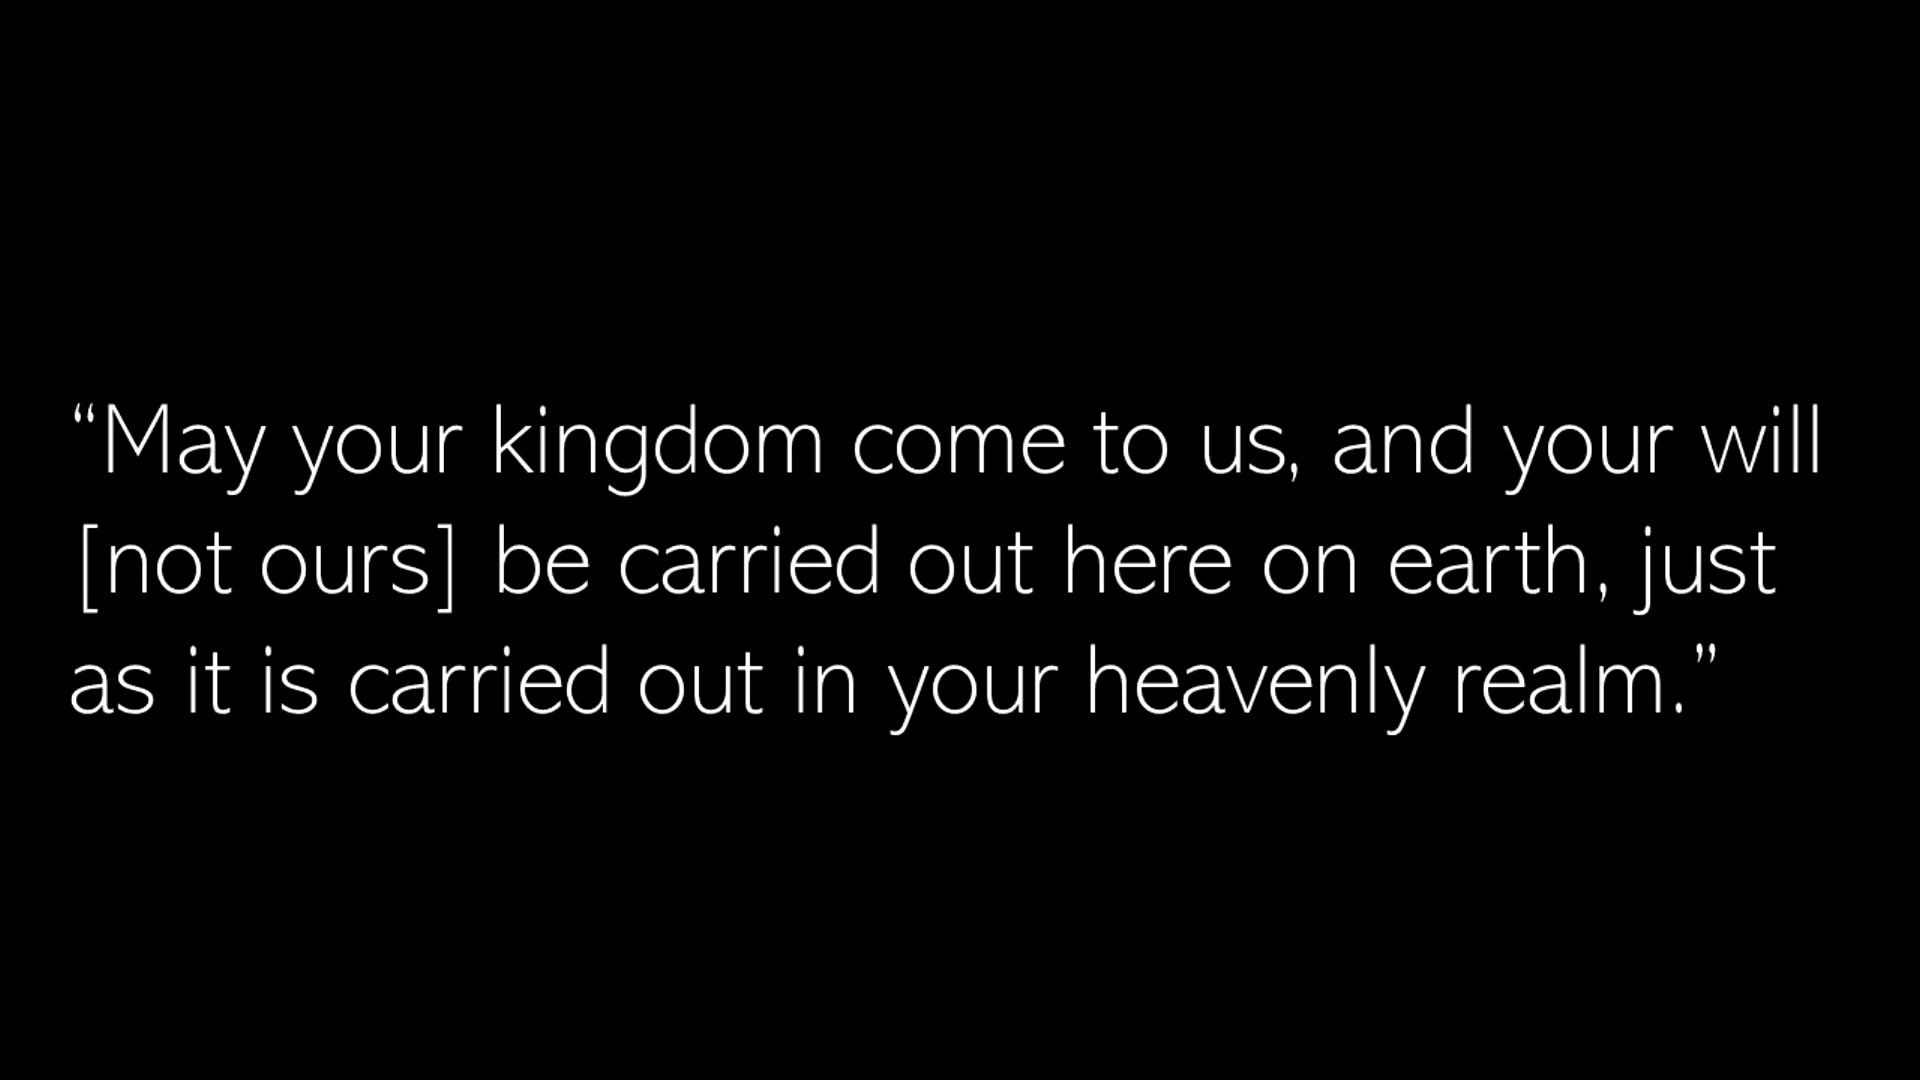 “May your kingdom come to us, and your will
[not ours] be carried out here on earth, just
as it is carried out in your heavenly realm.”